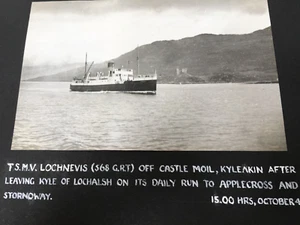 T.S.M.V. LOCHNEVIS (568 G.R.T) OFF CASTLE MOIL, KYLEAKIN AFTER
LEAVING KYLE OF LOCHALSH ON ITS DAILY RUN TO APPLECROSS AND
STORNOWAY. 15.00 HRS, OCTOBER 4